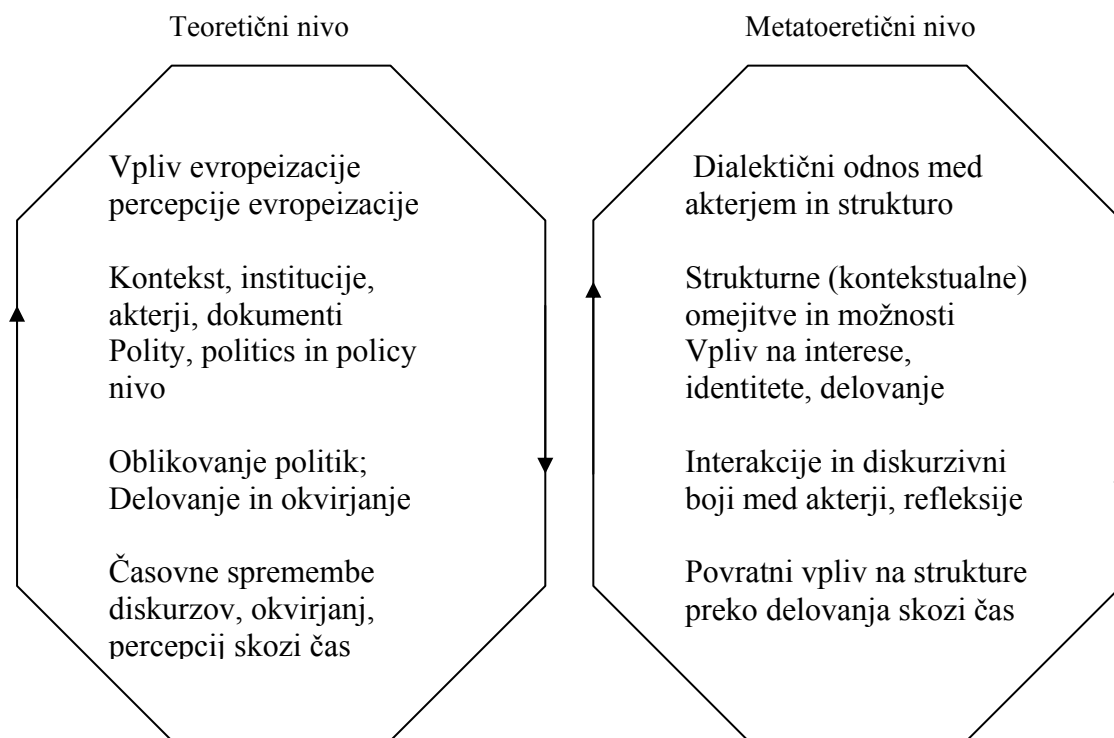 Teoretični nivo
Vpliv evropeizacije
percepcije evropeizacije
Kontekst, institucije,
akterji, dokumenti
Polity, politics in policy
nivo
Oblikovanje politik;
Delovanje in okvirjanje
Časovne spremembe
diskurzov, okvirjanj,
percepcij skozi čas
Metatoeretični nivo
Dialektični odnos med
akterjem in strukturo
Strukturne (kontekstualne)
omejitve in možnosti
Vpliv na interese,
identitete, delovanje
Interakcije in diskurzivni
boji med akterji, refleksije
Povratni vpliv na strukture
preko delovanja skozi čas